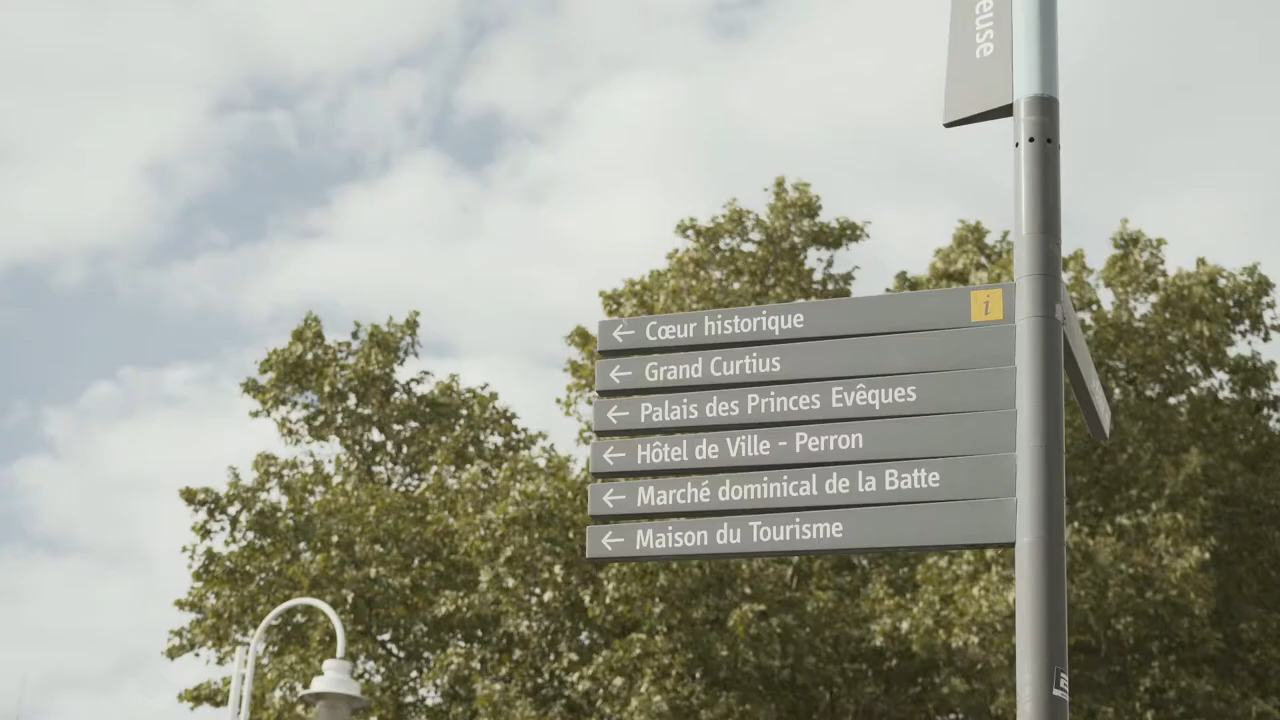 euse
Cœur historique i
Grand Curtius
Palais des Princes Evêques
Hôtel de Ville - Perron
Marché dominical de la Batte
Maison du Tourisme